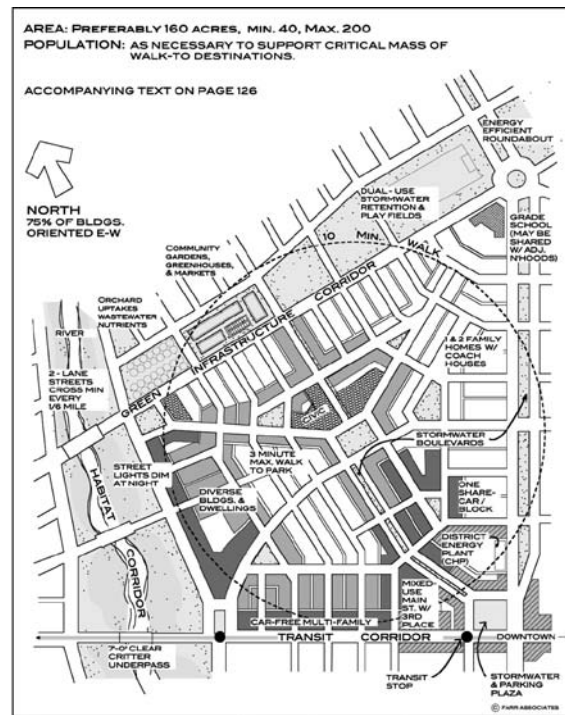 AREA: PREFERABLY 160 ACRES, MIN. 40, MAX. 200
POPULATION: AS NECESSARY TO SUPPORT CRITICAL MASS OF
WALK-TO DESTINATIONS.
ACCOMPANYING TEXT ON PAGE 126
NORTH
75% OF BLDGS.
ORIENTED E-W
ENERGY
EFFICIENT
ROUNDABOUT
DUAL-USE
STORMWATER
RETENTION &
PLAY FIELDS
GRADE
SCHOOL
(MAY BE
SHARED
W/ ADJ.
N'HOODS)
10 MIN. WALK
COMMUNITY
GARDENS,
GREENHOUSES,
& MARKETS
ORCHARD
UPTAKES
WASTEWATER
NUTRIENTS
GREEN INFRASTRUCTURE CORRIDOR
RIVER
2-LANE
STREETS
CROSS MIN
EVERY
1/6 MILE
1 & 2 FAMILY
HOMES W/
COACH
HOUSES
CIVIC
STORMWATER
BOULEVARDS
3 MINUTE
MAX. WALK
TO PARK
STREET
LIGHTS DIM
AT NIGHT
HABITAT CORRIDOR
DIVERSE
BLDGS. &
DWELLINGS
ONE
SHARE-
CAR /
BLOCK
DISTRICT
ENERGY
PLANT
(CHP)
MIXED-
USE MAIN
ST. W/
3RD
PLACE
CAR-FREE MULTI-FAMILY
TRANSIT CORRIDOR
DOWNTOWN
7'-0" CLEAR
CRITTER
UNDERPASS
TRANSIT
STOP
STORMWATER
& PARKING
PLAZA
© FARR ASSOCIATES